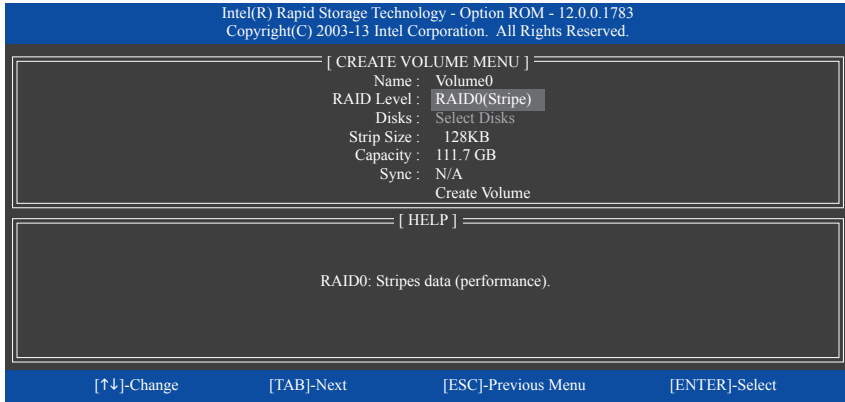 Intel(R) Rapid Storage Technology - Option ROM - 12.0.0.1783
Copyright(C) 2003-13 Intel Corporation. All Rights Reserved.
[ CREATE VOLUME MENU ]
Name : Volume0
RAID Level : RAID0(Stripe)
Disks : Select Disks
Strip Size : 128KB
Capacity : 111.7 GB
Sync : N/A
Create Volume
[ HELP ]
RAID0: Stripes data (performance).
[↑↓]-Change [TAB]-Next [ESC]-Previous Menu [ENTER]-Select